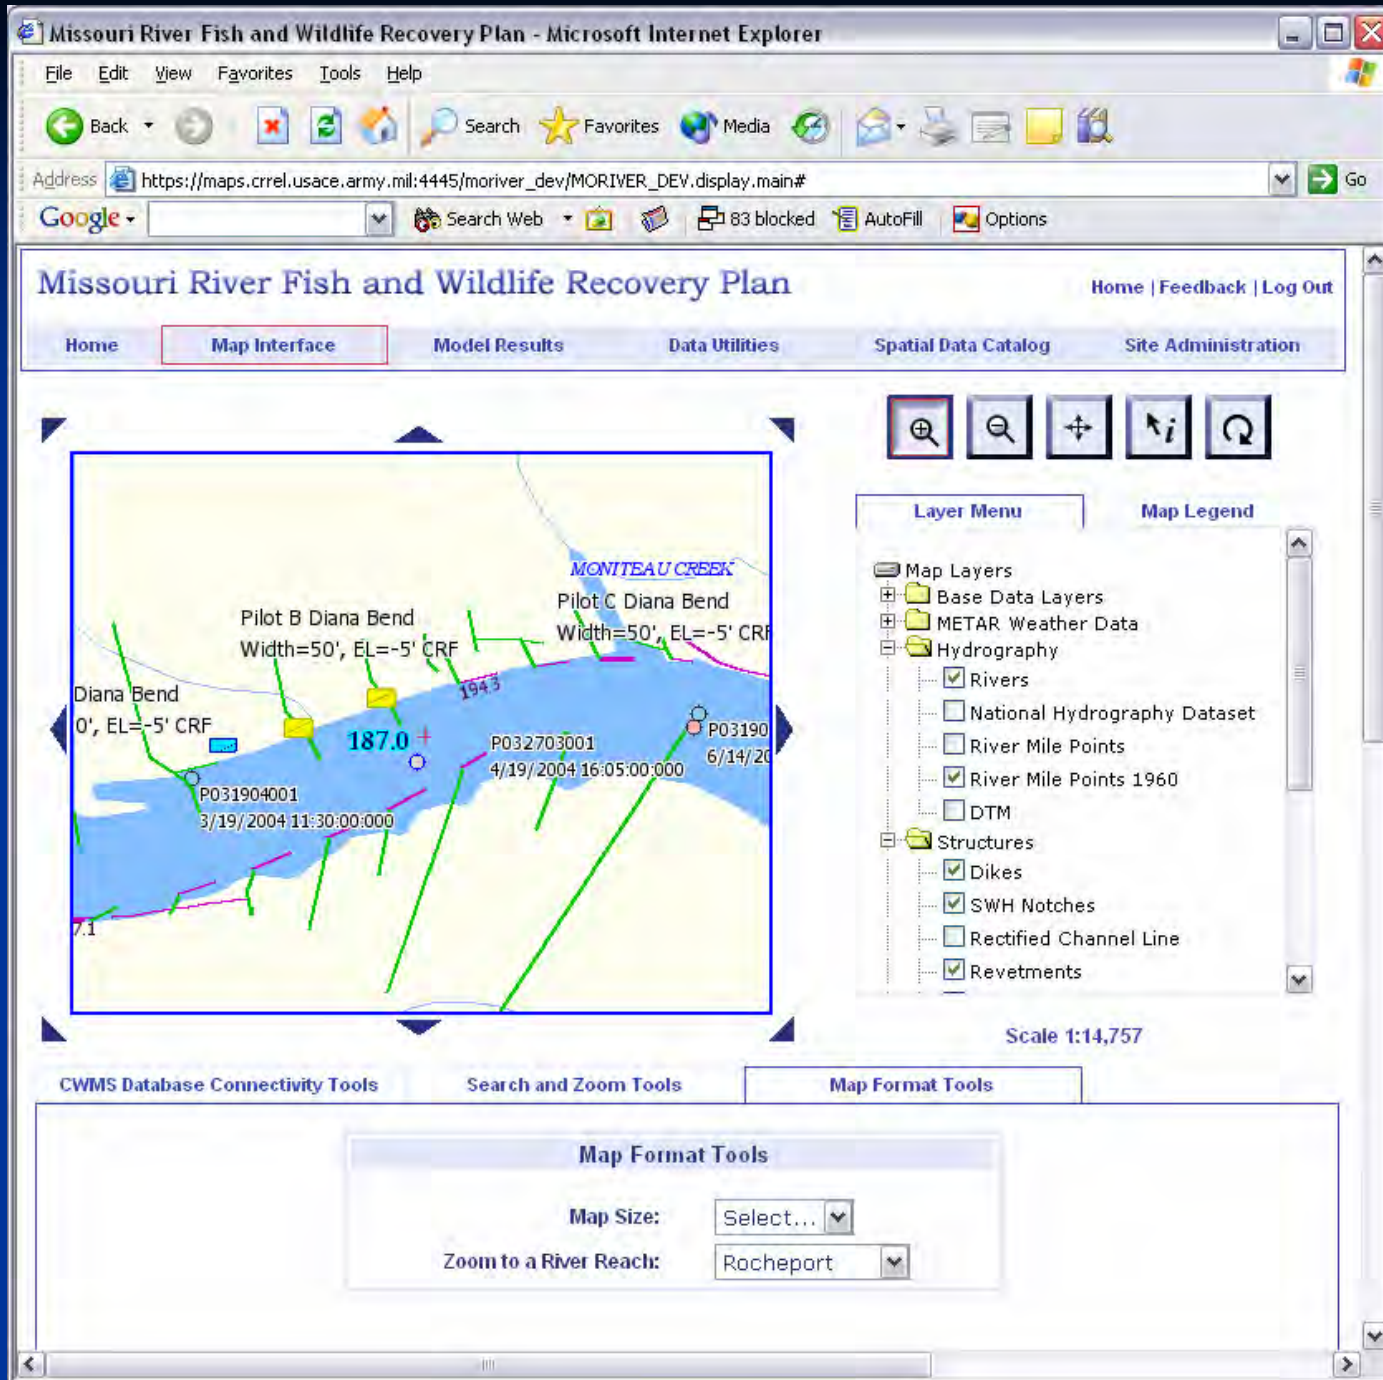 Missouri River Fish and Wildlife Recovery Plan - Microsoft Internet Explorer
File Edit View Favorites Tools Help
Back Search Favorites Media
Address https://maps.crrel.usace.army.mil:4445/moriver_dev/MORIVER_DEV.display.main# Go
Google Search Web 83 blocked AutoFill Options
Missouri River Fish and Wildlife Recovery Plan
Home | Feedback | Log Out
Home Map Interface Model Results Data Utilities Spatial Data Catalog Site Administration
MONITEAU CREEK
Pilot C Diana Bend
Width=50', EL=-5' CRF
Pilot B Diana Bend
Width=50', EL=-5' CRF
Diana Bend
0', EL=-5' CRF
194.3
187.0
P031904001
3/19/2004 11:30:00:000
P032703001
4/19/2004 16:05:00:000
P03190
6/14/20
7.1
Layer Menu Map Legend
Map Layers
Base Data Layers
METAR Weather Data
Hydrography
Rivers
National Hydrography Dataset
River Mile Points
River Mile Points 1960
DTM
Structures
Dikes
SWH Notches
Rectified Channel Line
Revetments
Scale 1:14,757
CWMS Database Connectivity Tools Search and Zoom Tools Map Format Tools
Map Format Tools
Map Size: Select...
Zoom to a River Reach: Rocheport